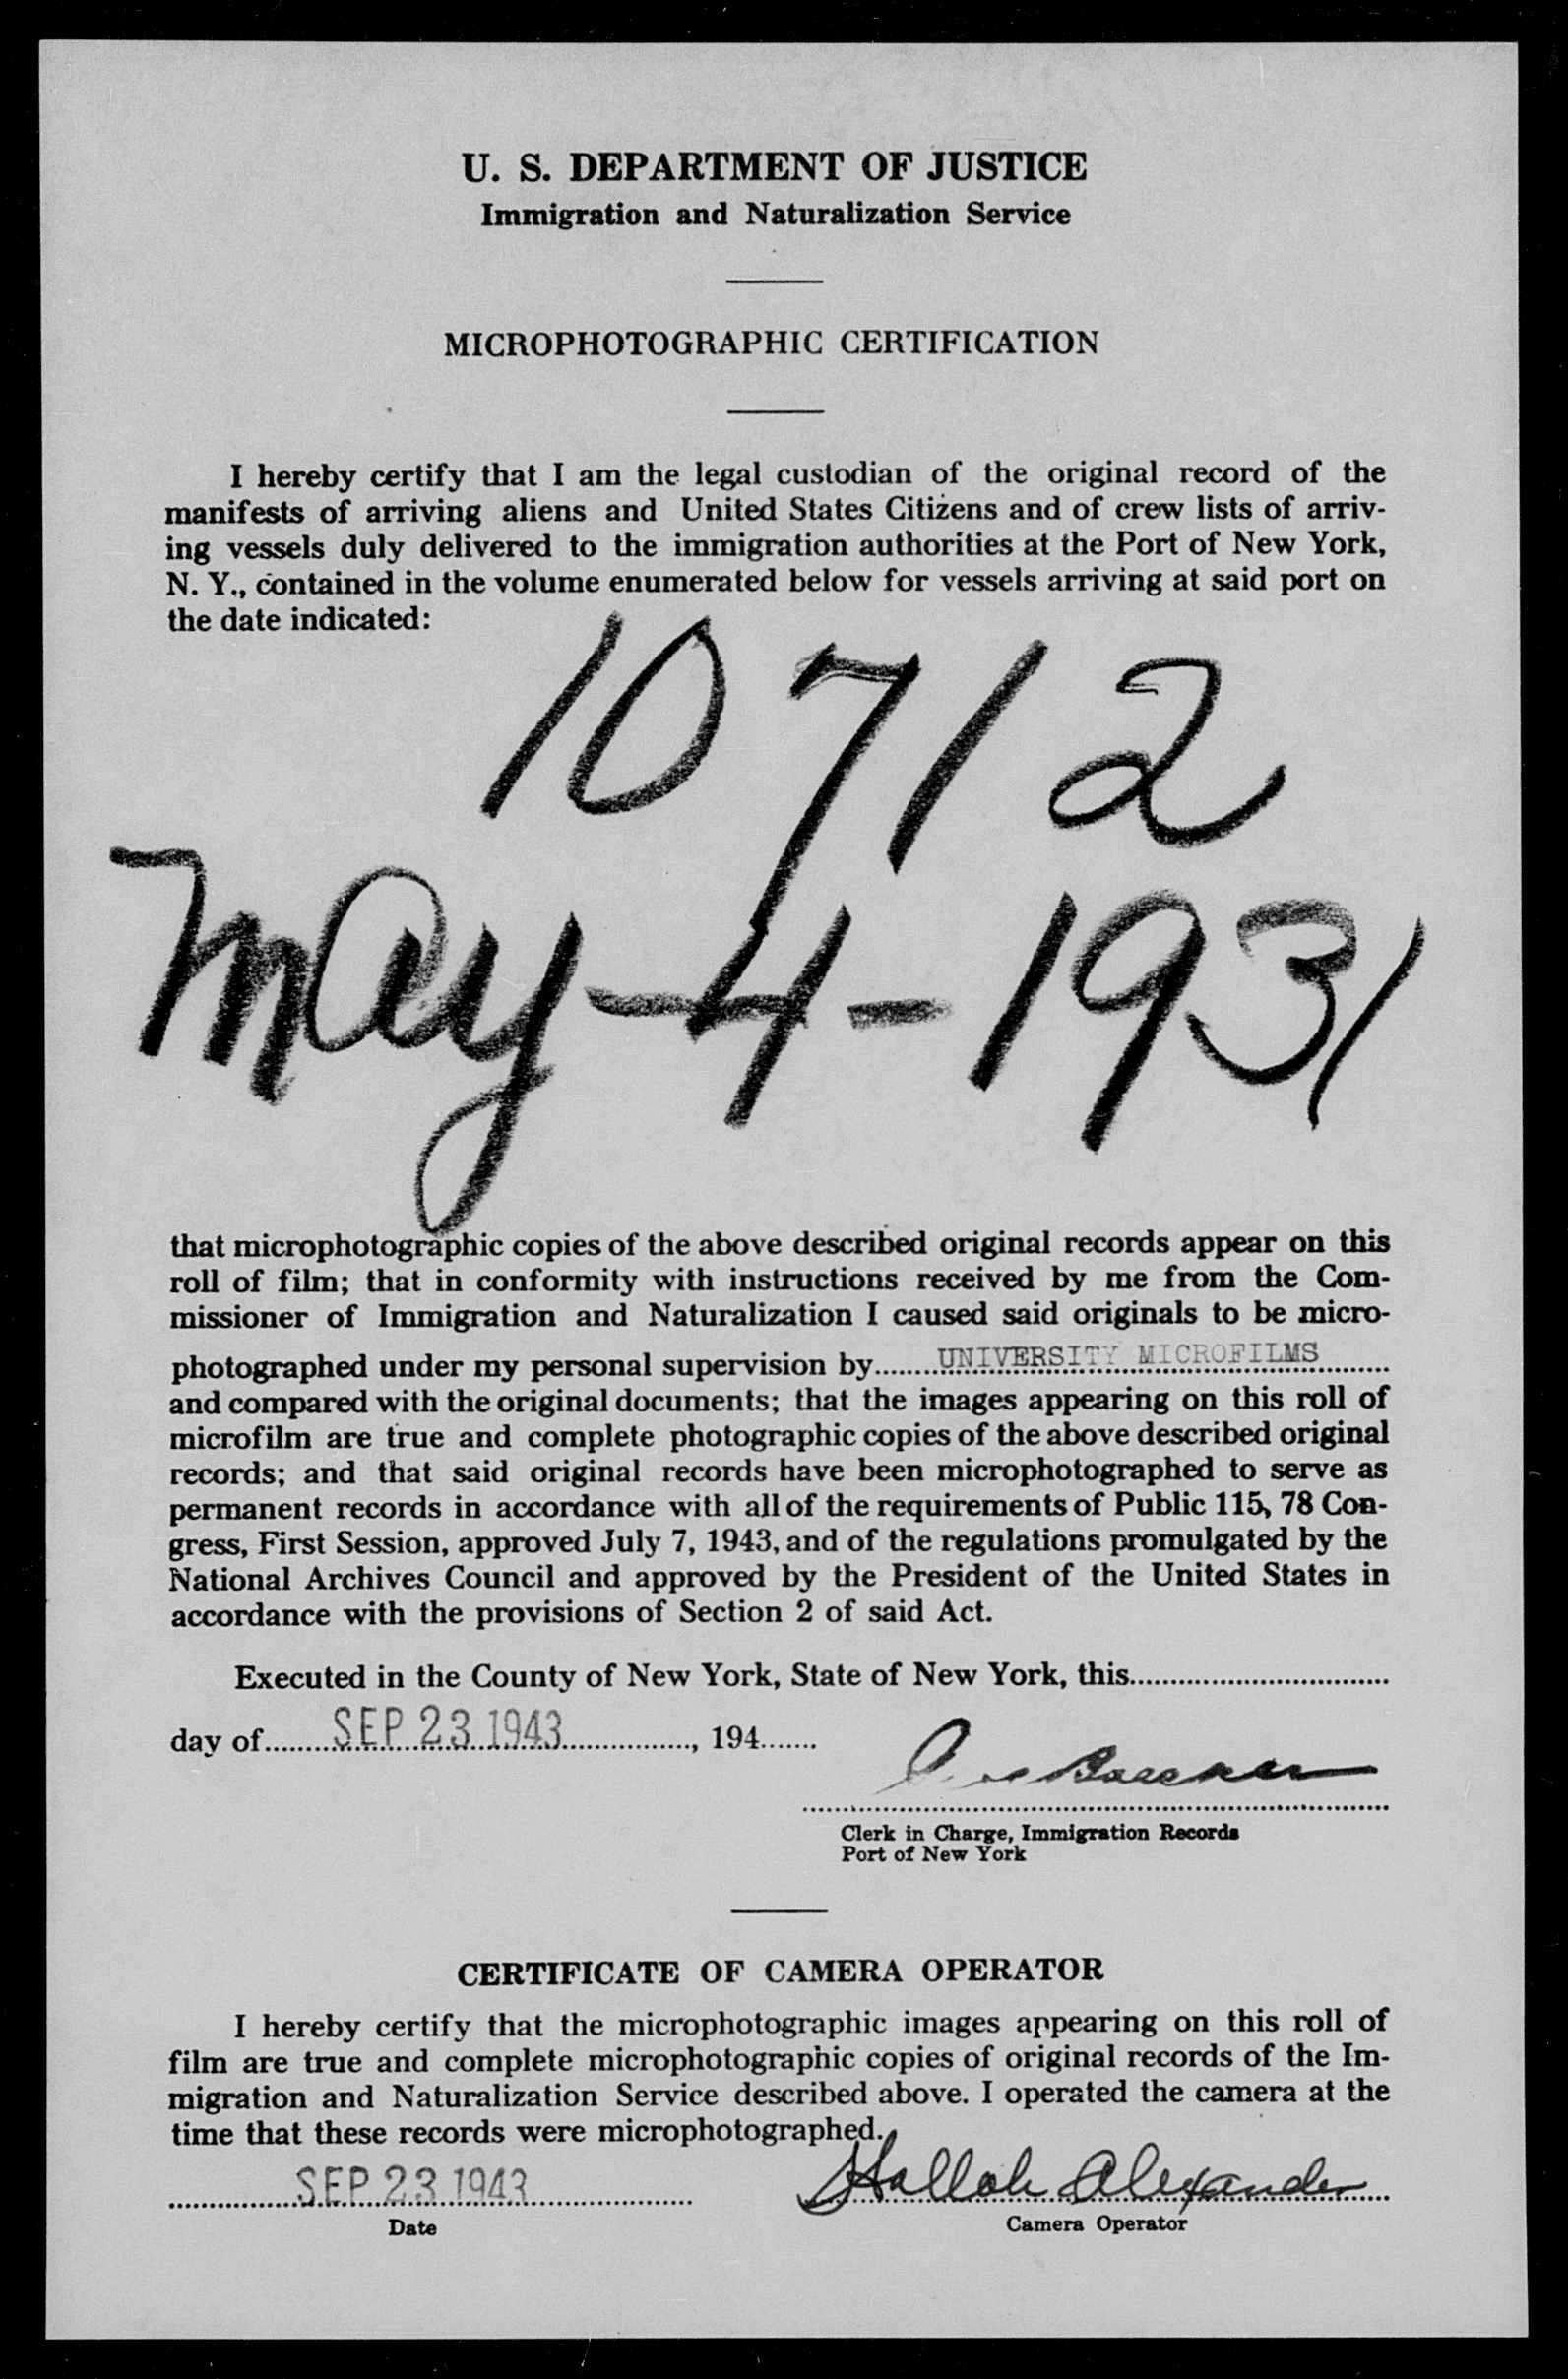 U. S. DEPARTMENT OF JUSTICE
Immigration and Naturalization Service
MICROPHOTOGRAPHIC CERTIFICATION
I hereby certify that I am the legal custodian of the original record of the
manifests of arriving aliens and United States Citizens and of crew lists of arriv-
ing vessels duly delivered to the immigration authorities at the Port of New York,
N. Y., contained in the volume enumerated below for vessels arriving at said port on
the date indicated:
10712
May-4-1931
that microphotographic copies of the above described original records appear on this
roll of film; that in conformity with instructions received by me from the Com-
missioner of Immigration and Naturalization I caused said originals to be micro-
photographed under my personal supervision by........UNIVERSITY MICROFILMS........
and compared with the original documents; that the images appearing on this roll of
microfilm are true and complete photographic copies of the above described original
records; and that said original records have been microphotographed to serve as
permanent records in accordance with all of the requirements of Public 115, 78 Con-
gress, First Session, approved July 7, 1943, and of the regulations promulgated by the
National Archives Council and approved by the President of the United States in
accordance with the provisions of Section 2 of said Act.
Executed in the County of New York, State of New York, this................................
day of........SEP 23 1943................, 194.......
Clerk in Charge, Immigration Records
Port of New York
CERTIFICATE OF CAMERA OPERATOR
I hereby certify that the microphotographic images appearing on this roll of
film are true and complete microphotographic copies of original records of the Im-
migration and Naturalization Service described above. I operated the camera at the
time that these records were microphotographed.
SEP 23 1943
Alexander
Date
Camera Operator